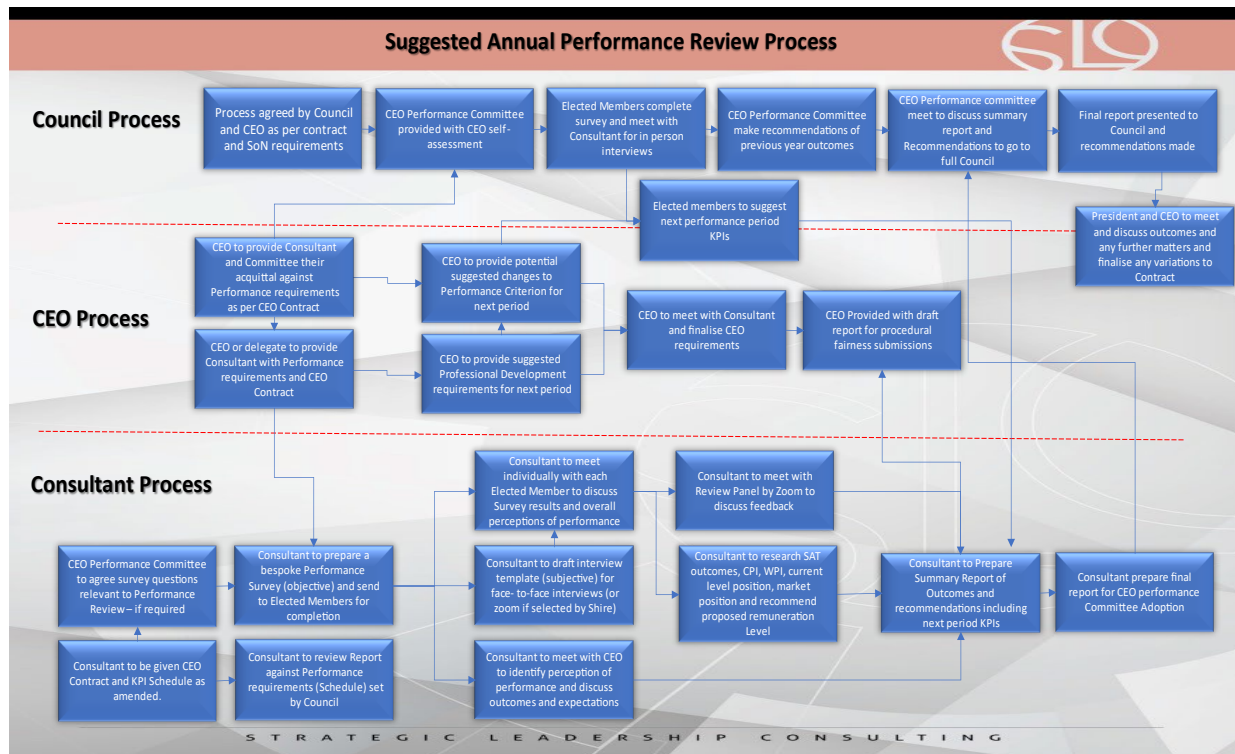 Suggested Annual Performance Review Process
SLC
Council Process
Process agreed by Council
and CEO as per contract
and SoN requirements
CEO Performance Committee
provided with CEO self-
assessment
Elected Members complete
survey and meet with
Consultant for in person
interviews
CEO Performance Committee
make recommendations of
previous year outcomes
CEO Performance committee
meet to discuss summary
report and
Recommendations to go to
full Council
Final report presented to
Council and
recommendations made
Elected members to suggest
next performance period
KPIs
President and CEO to meet
and discuss outcomes and
any further matters and
finalise any variations to
Contract
CEO Process
CEO to provide Consultant
and Committee their
acquittal against
Performance requirements
as per CEO Contract
CEO to provide potential
suggested changes to
Performance Criterion for
next period
CEO to meet with Consultant
and finalise CEO
requirements
CEO Provided with draft
report for procedural
fairness submissions
CEO or delegate to provide
Consultant with Performance
requirements and CEO
Contract
CEO to provide suggested
Professional Development
requirements for next period
Consultant Process
Consultant to meet
individually with each
Elected Member to discuss
Survey results and overall
perceptions of performance
Consultant to meet with
Review Panel by Zoom to
discuss feedback
CEO Performance Committee
to agree survey questions
relevant to Performance
Review – if required
Consultant to prepare a
bespoke Performance
Survey (objective) and send
to Elected Members for
completion
Consultant to draft interview
template (subjective) for
face- to-face interviews (or
zoom if selected by Shire)
Consultant to research SAT
outcomes, CPI, WPI, current
level position, market
position and recommend
proposed remuneration
Level
Consultant to Prepare
Summary Report of
Outcomes and
recommendations including
next period KPIs
Consultant prepare final
report for CEO performance
Committee Adoption
Consultant to be given CEO
Contract and KPI Schedule as
amended.
Consultant to review Report
against Performance
requirements (Schedule) set
by Council
Consultant to meet with CEO
to identify perception of
performance and discuss
outcomes and expectations
STRATEGIC LEADERSHIP CONSULTING